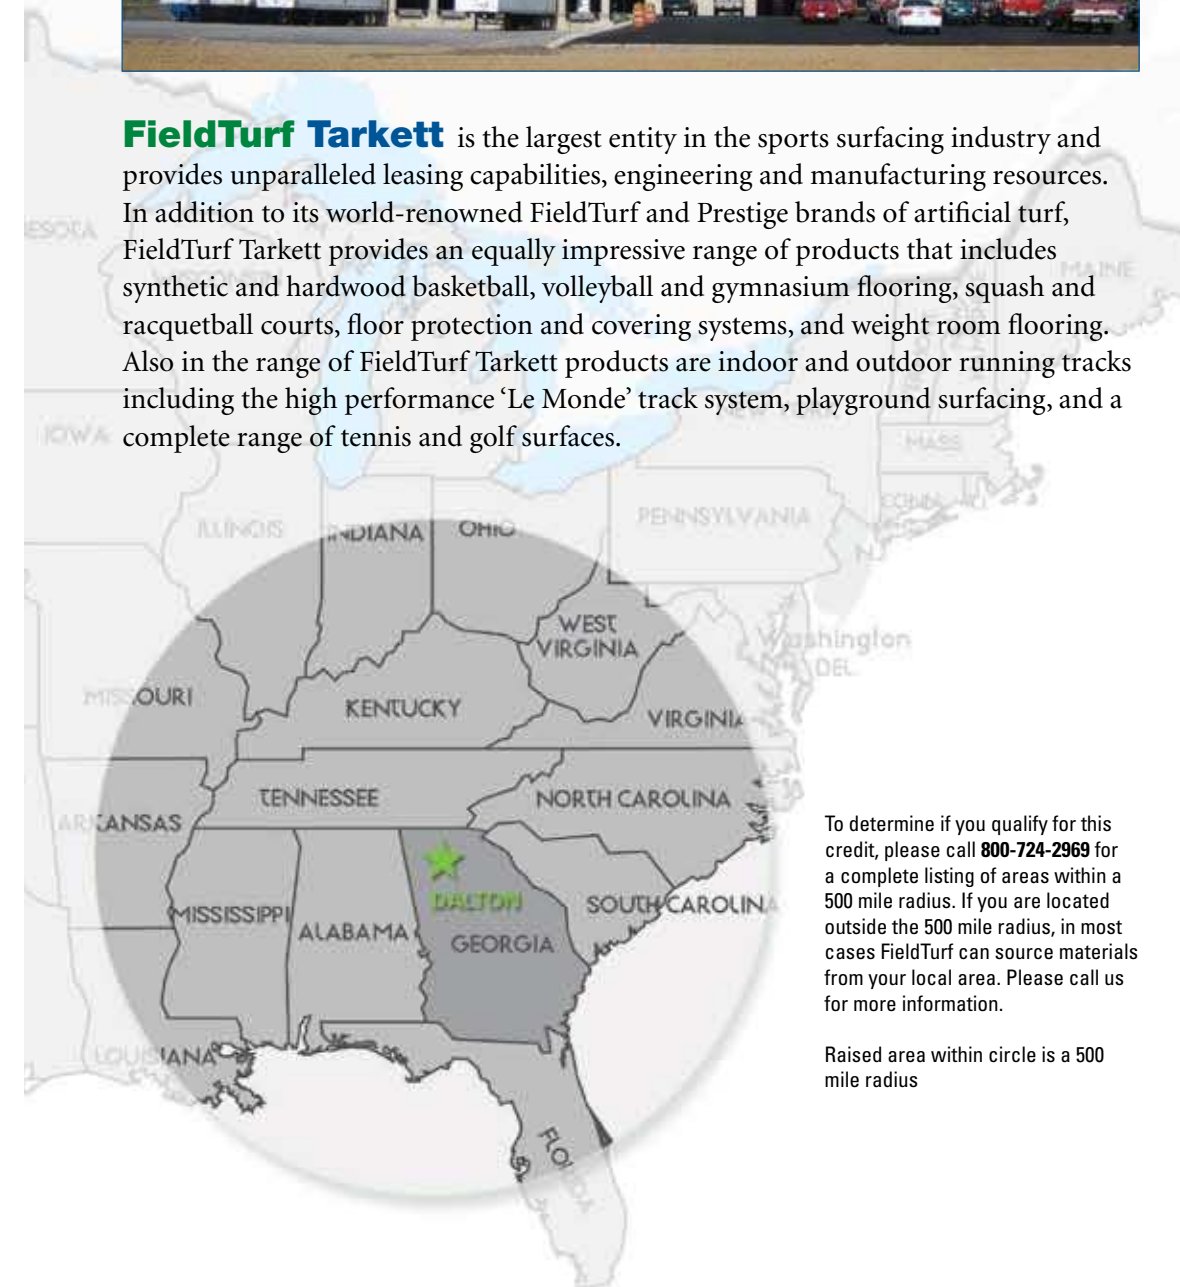 FieldTurf Tarkett is the largest entity in the sports surfacing industry and
provides unparalleled leasing capabilities, engineering and manufacturing resources.
In addition to its world-renowned FieldTurf and Prestige brands of artificial turf,
FieldTurf Tarkett provides an equally impressive range of products that includes
synthetic and hardwood basketball, volleyball and gymnasium flooring, squash and
racquetball courts, floor protection and covering systems, and weight room flooring.
Also in the range of FieldTurf Tarkett products are indoor and outdoor running tracks
including the high performance ‘Le Monde’ track system, playground surfacing, and a
complete range of tennis and golf surfaces.
MAINE
IOWA
MASS
CONN
ILLINOIS
INDIANA
OHIO
PENNSYLVANIA
WEST
VIRGINIA
Washington
DEL.
MISSOURI
KENTUCKY
VIRGINIA
TENNESSEE
NORTH CAROLINA
ARKANSAS
DALTON
MISSISSIPPI
ALABAMA
GEORGIA
SOUTH CAROLINA
LOUISIANA
FLORIDA
To determine if you qualify for this
credit, please call 800-724-2969 for
a complete listing of areas within a
500 mile radius. If you are located
outside the 500 mile radius, in most
cases FieldTurf can source materials
from your local area. Please call us
for more information.
Raised area within circle is a 500
mile radius